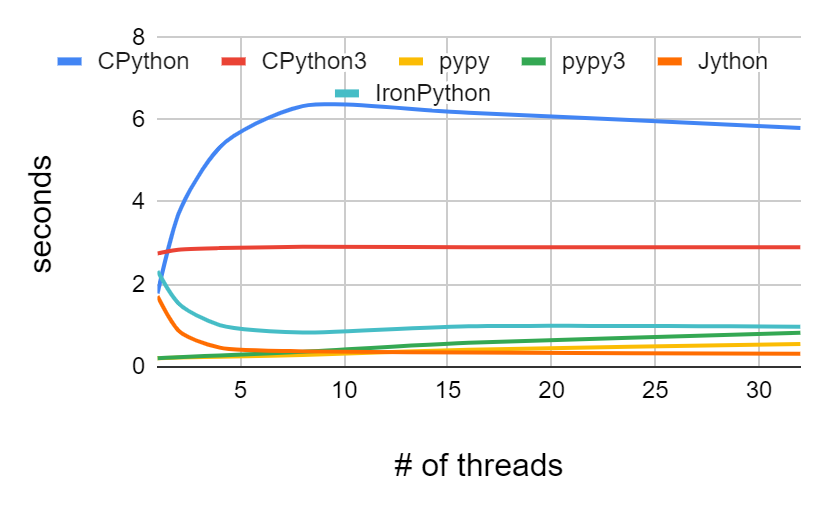 8
CPython CPython3 pypy pypy3 Jython
IronPython
6
4
2
0
seconds
5 10 15 20 25 30
# of threads